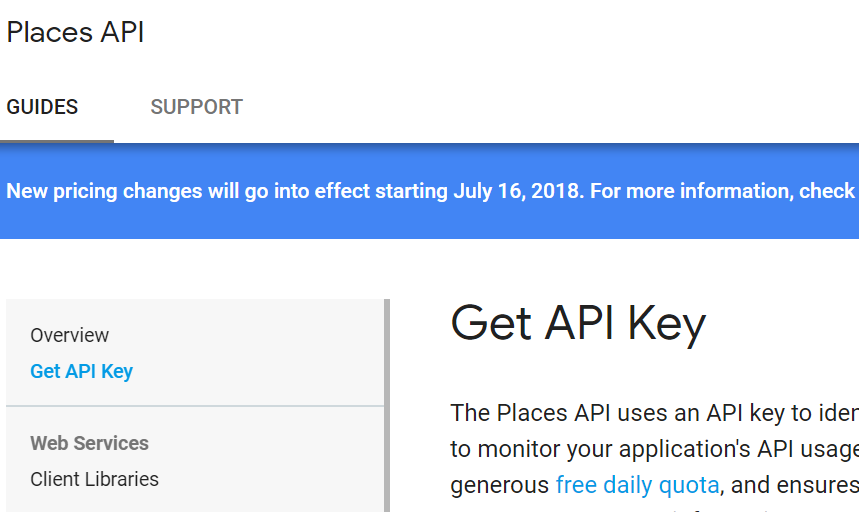 Places API
GUIDES SUPPORT
New pricing changes will go into effect starting July 16, 2018. For more information, check
Overview
Get API Key
Web Services
Client Libraries
Get API Key
The Places API uses an API key to
to monitor your application's API usage
generous free daily quota, and ensures